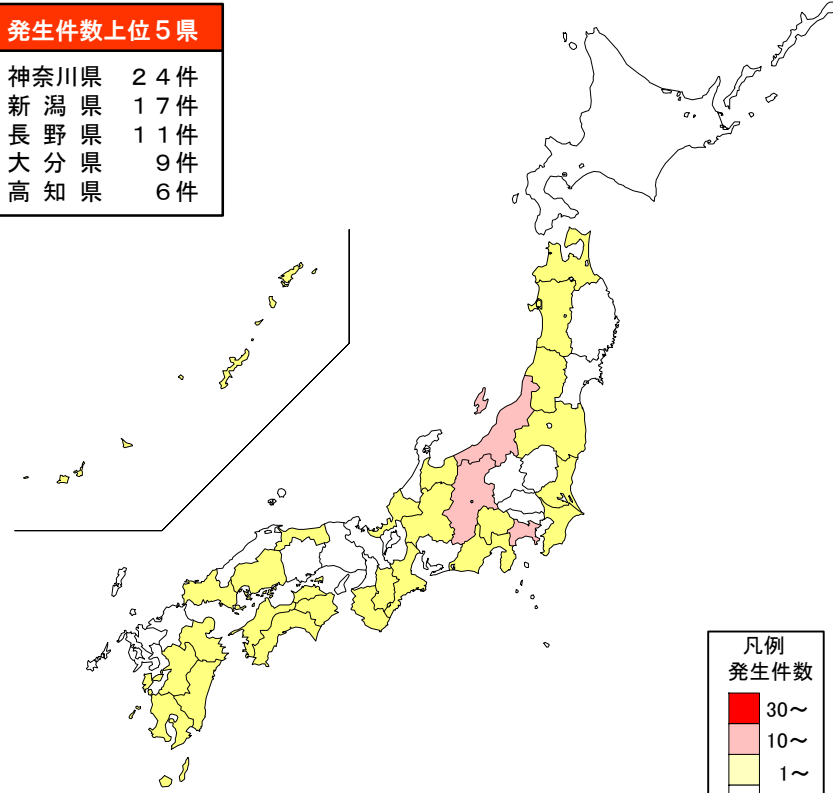 発生件数上位５県
神奈川県　２４件
新 潟 県　１７件
長 野 県　１１件
大 分 県　９件
高 知 県　６件
凡例
発生件数
30～
10～
1～